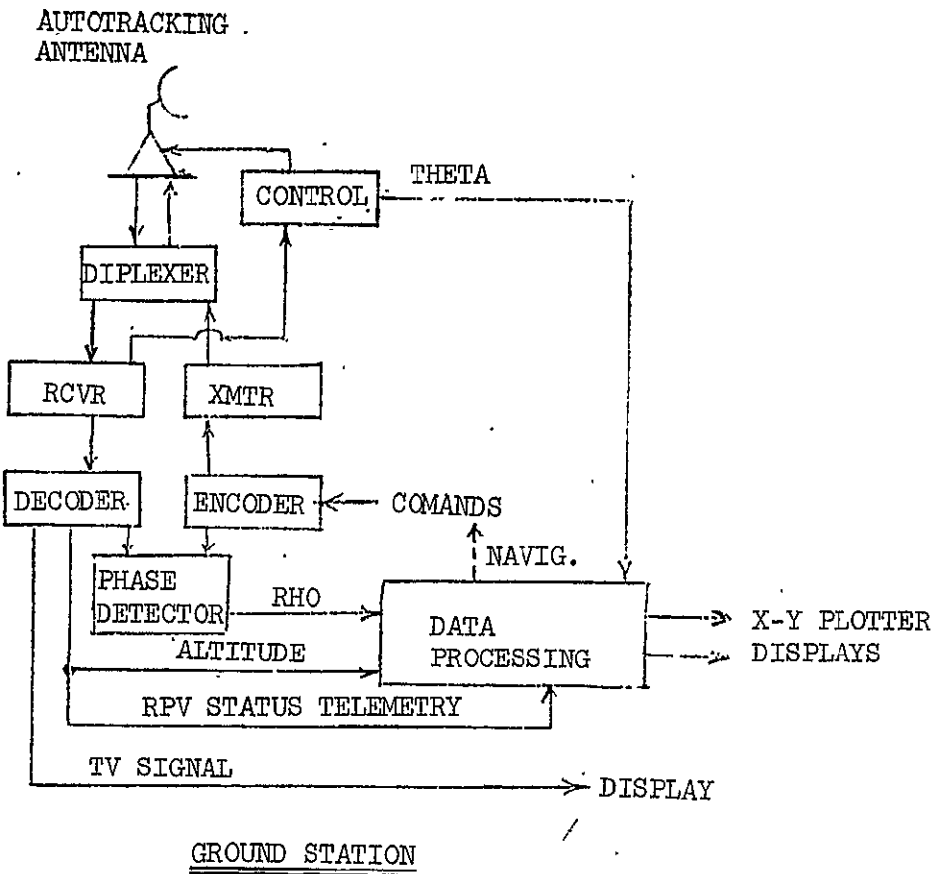 AUTOTRACKING
ANTENNA
CONTROL
THETA
DIPLEXER
RCVR
XMTR
DECODER
ENCODER
COMANDS
NAVIG.
PHASE
DETECTOR
RHO
DATA
PROCESSING
X-Y PLOTTER
DISPLAYS
ALTITUDE
RPV STATUS TELEMETRY
TV SIGNAL
DISPLAY
GROUND STATION